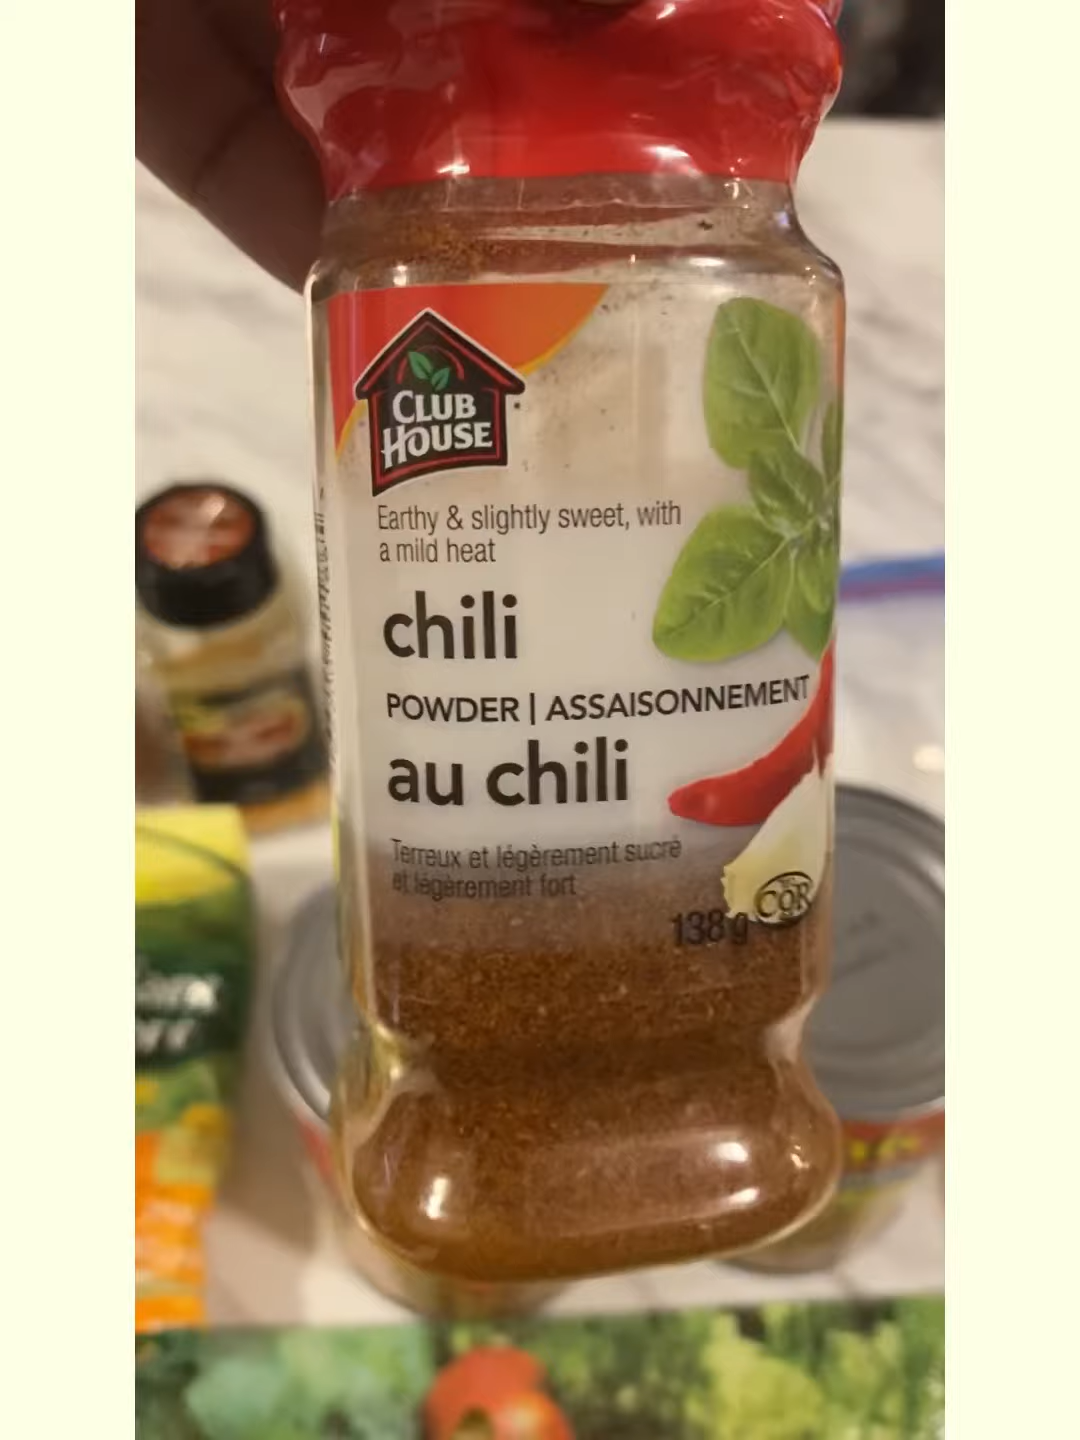 CLUB
HOUSE
Earthy & slightly sweet, with
a mild heat
chili
POWDER | ASSAISONNEMENT
au chili
Terreux et légèrement sucré
et légèrement fort
138 g
COR